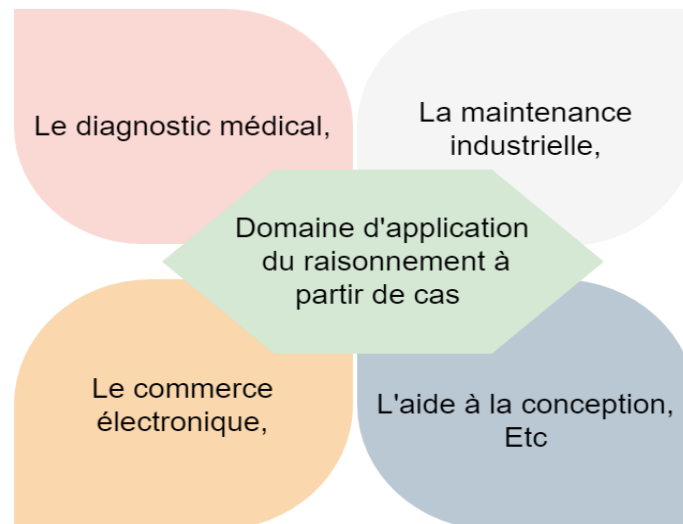 Le diagnostic médical,
La maintenance
industrielle,
Domaine d'application
du raisonnement à
partir de cas
Le commerce
électronique,
L'aide à la conception,
Etc